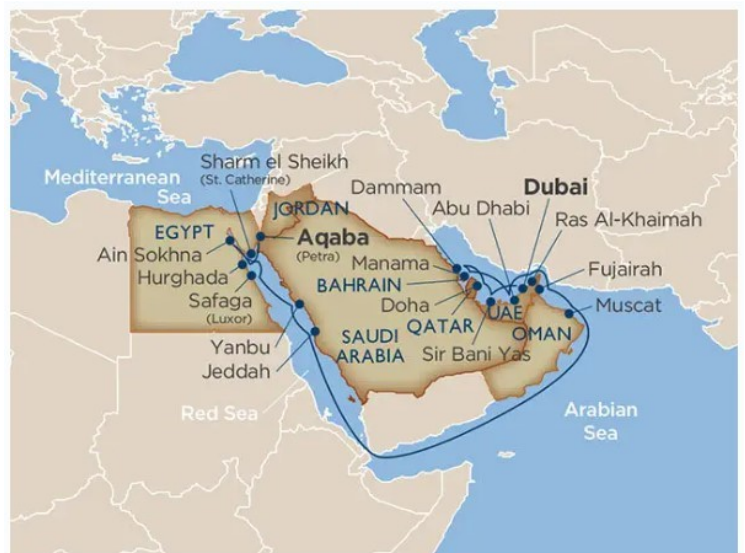 Mediterranean
Sea
Sharm el Sheikh
(St. Catherine)
JORDAN
EGYPT
Ain Sokhna
Hurghada
Safaga
(Luxor)
Aqaba
(Petra)
Yanbu
Jeddah
Red Sea
SAUDI
ARABIA
Dammam
Manama
BAHRAIN
Doha
QATAR
Sir Bani Yas
Abu Dhabi
Dubai
Ras Al-Khaimah
Fujairah
Muscat
UAE
OMAN
Arabian
Sea